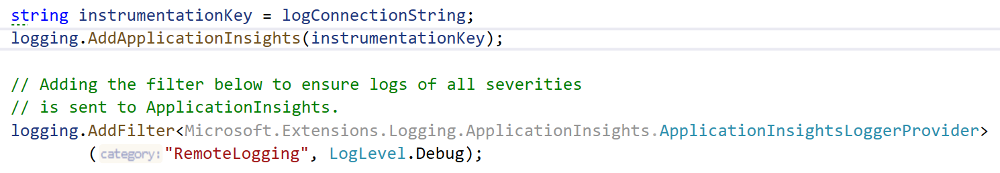 string instrumentationKey = logConnectionString;
logging.AddApplicationInsights(instrumentationKey);
// Adding the filter below to ensure logs of all severities
// is sent to ApplicationInsights.
logging.AddFilter<Microsoft.Extensions.Logging.ApplicationInsights.ApplicationInsightsLoggerProvider>
(category: "RemoteLogging", LogLevel.Debug);